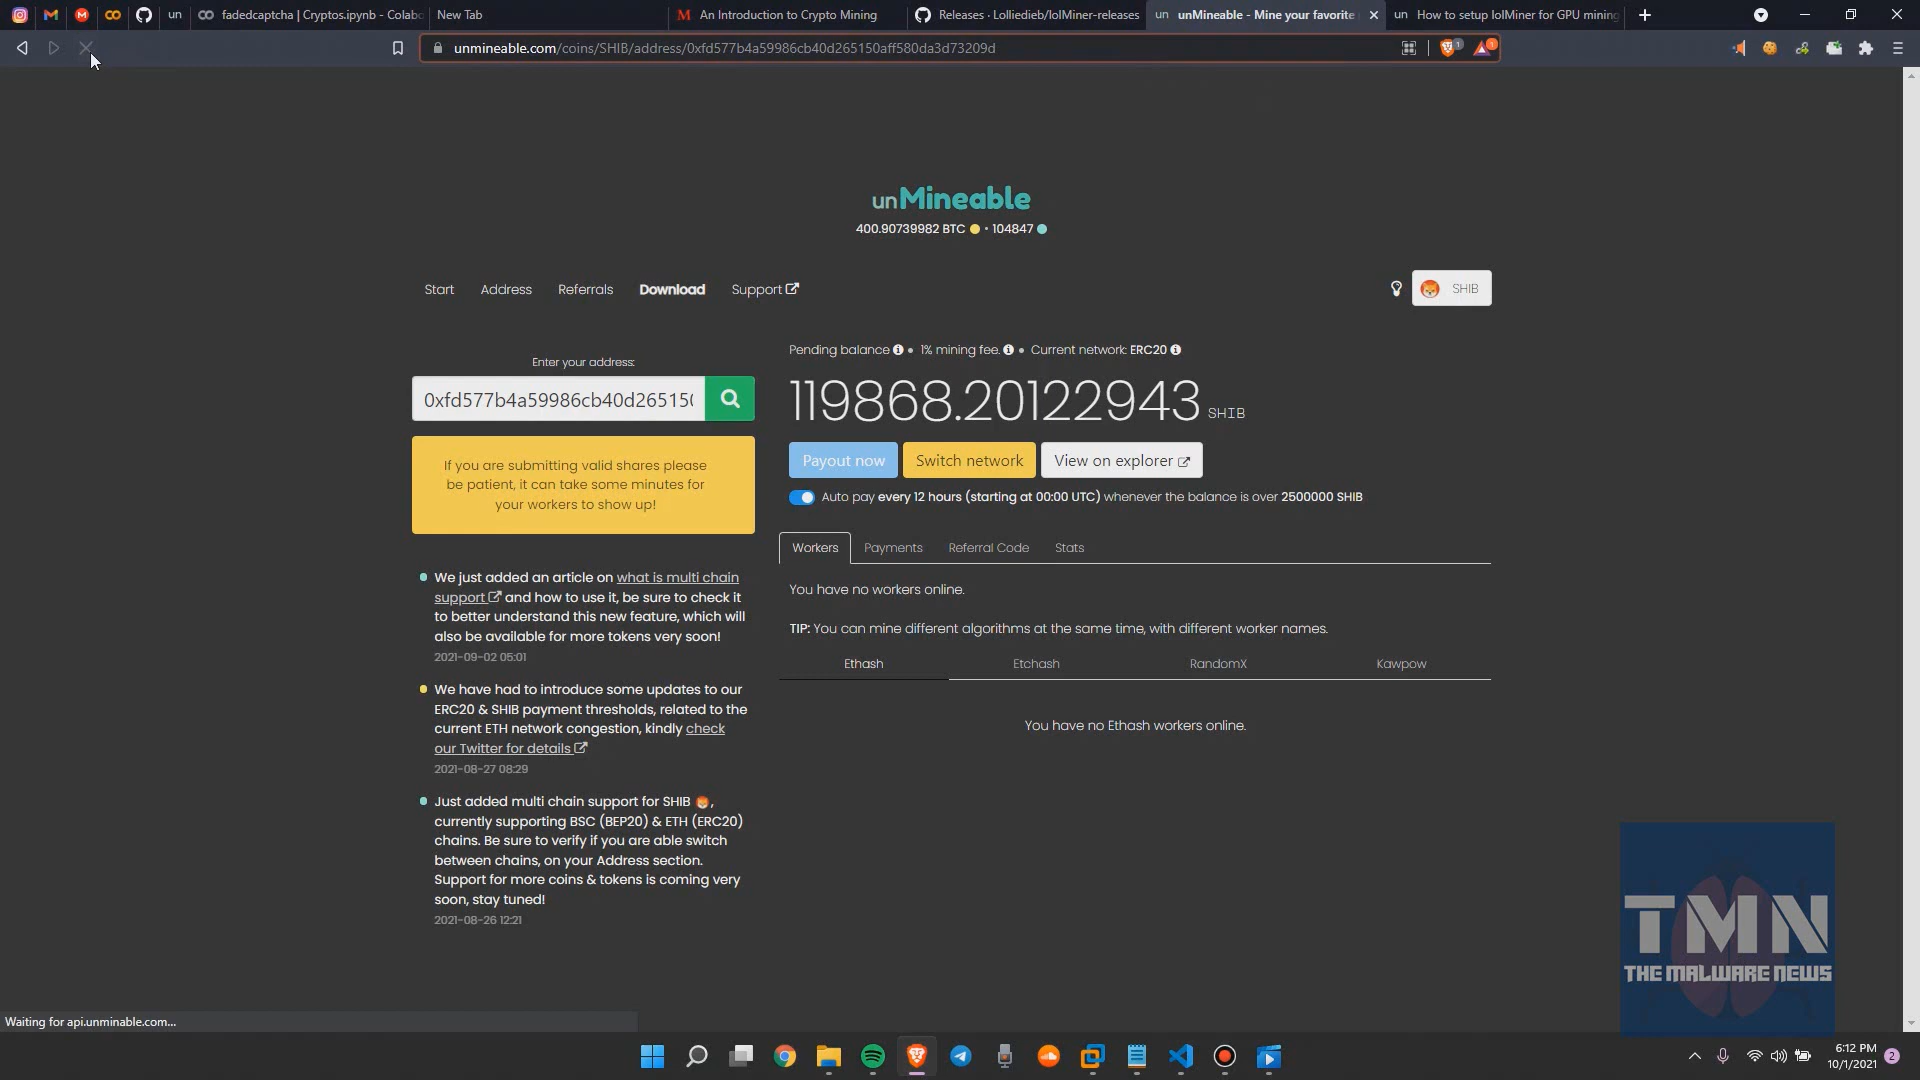 fadedcaptcha | Cryptos.ipynb - Colab
New Tab
An Introduction to Crypto Mining
Releases · Lolliedieb/lolMiner-releases
unMineable - Mine your favorite
How to setup lolMiner for GPU mining
unmineable.com/coins/SHIB/address/0xfd577b4a59986cb40d265150aff580da3d73209d
unMineable
400.90739982 BTC • 104847
Start
Address
Referrals
Download
Support
SHIB
Enter your address:
0xfd577b4a59986cb40d265150
Pending balance • 1% mining fee. • Current network: ERC20
119868.20122943 SHIB
Payout now
Switch network
View on explorer
Auto pay every 12 hours (starting at 00:00 UTC) whenever the balance is over 2500000 SHIB
If you are submitting valid shares please
be patient, it can take some minutes for
your workers to show up!
Workers
Payments
Referral Code
Stats
You have no workers online.
TIP: You can mine different algorithms at the same time, with different worker names.
Ethash
Etchash
RandomX
Kawpow
You have no Ethash workers online.
We just added an article on what is multi chain
support and how to use it, be sure to check it
to better understand this new feature, which will
also be available for more tokens very soon!
2021-09-02 05:01
We have had to introduce some updates to our
ERC20 & SHIB payment thresholds, related to the
current ETH network congestion, kindly check
our Twitter for details
2021-08-27 08:29
Just added multi chain support for SHIB ,
currently supporting BSC (BEP20) & ETH (ERC20)
chains. Be sure to verify if you are able switch
between chains, on your Address section.
Support for more coins & tokens is coming very
soon, stay tuned!
2021-08-26 12:21
TMN
THE MALWARE NEWS
Waiting for api.unminable.com...
6:12 PM
10/1/2021
2